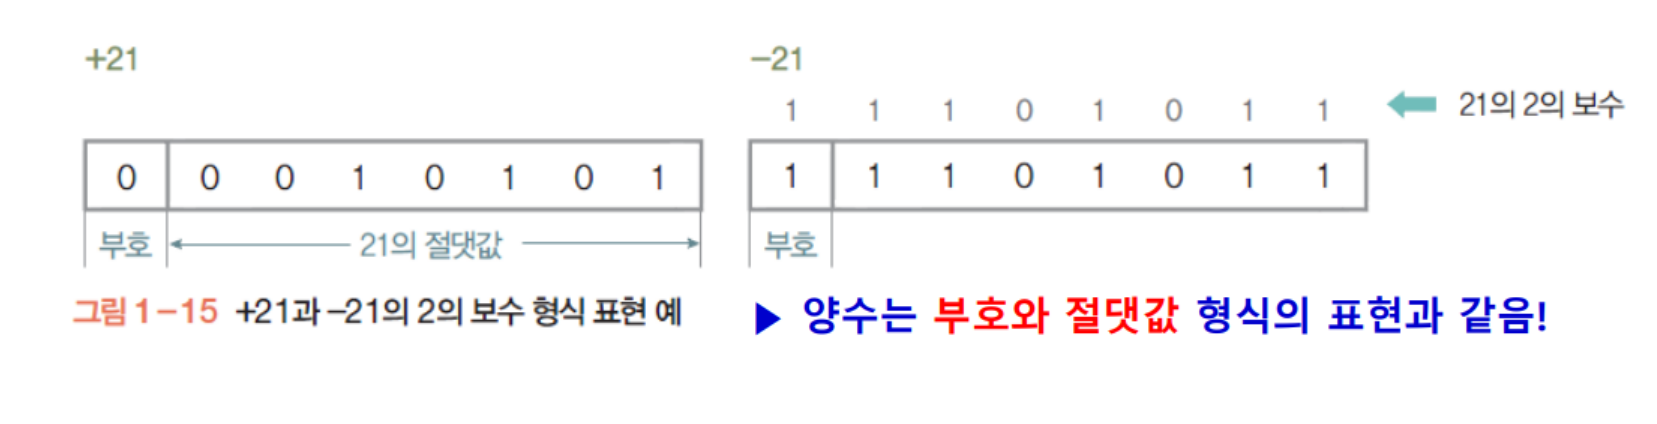 +21
0 0 0 1 0 1 0 1
부호 21의 절댓값
그림 1-15 +21과 -21의 2의 보수 형식 표현 예
-21
1 1 1 0 1 0 1 1 21의 2의 보수
1 1 1 0 1 0 1 1
부호
▶ 양수는 부호와 절댓값 형식의 표현과 같음!